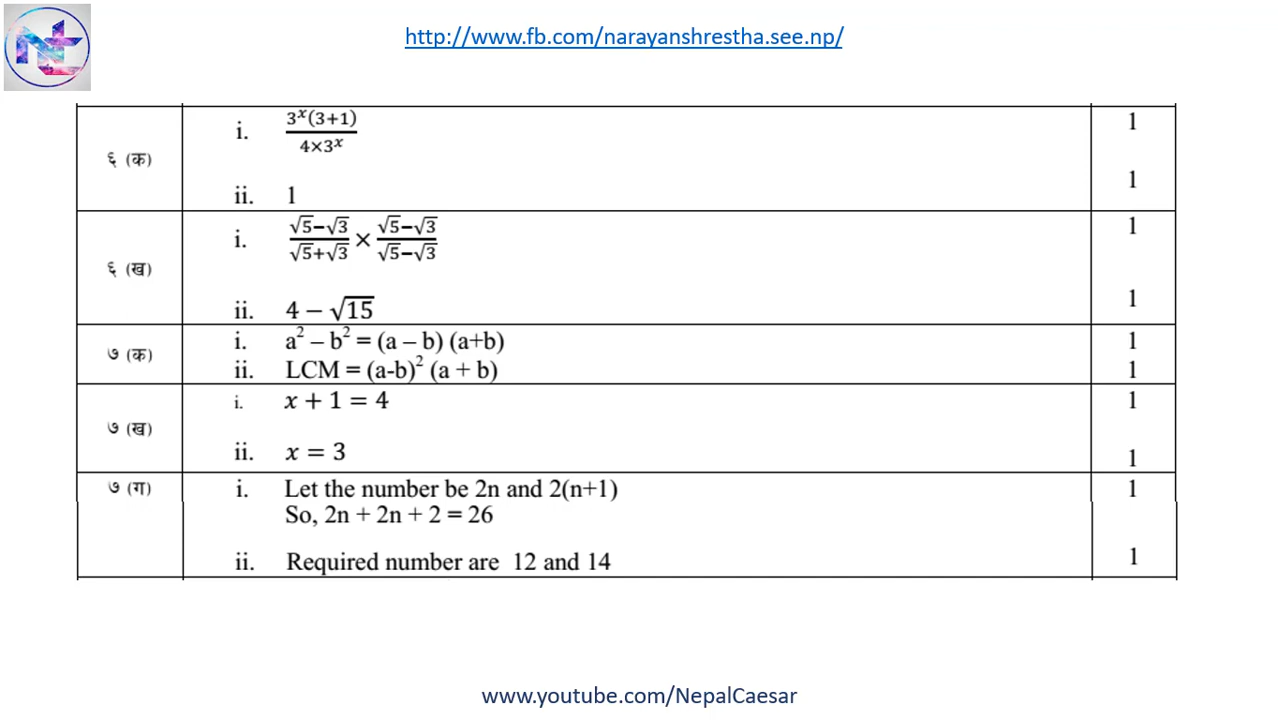 http://www.fb.com/narayanshrestha.see.np/
६ (क)
i. 3^x(3+1) / 4×3^x 1
ii. 1 1
६ (ख)
i. √5−√3 / √5+√3 × √5−√3 / √5−√3 1
ii. 4 − √15 1
७ (क)
i. a² – b² = (a – b) (a+b) 1
ii. LCM = (a-b)² (a + b) 1
७ (ख)
i. x + 1 = 4 1
ii. x = 3 1
७ (ग)
i. Let the number be 2n and 2(n+1) 1
So, 2n + 2n + 2 = 26
ii. Required number are 12 and 14 1
www.youtube.com/NepalCaesar